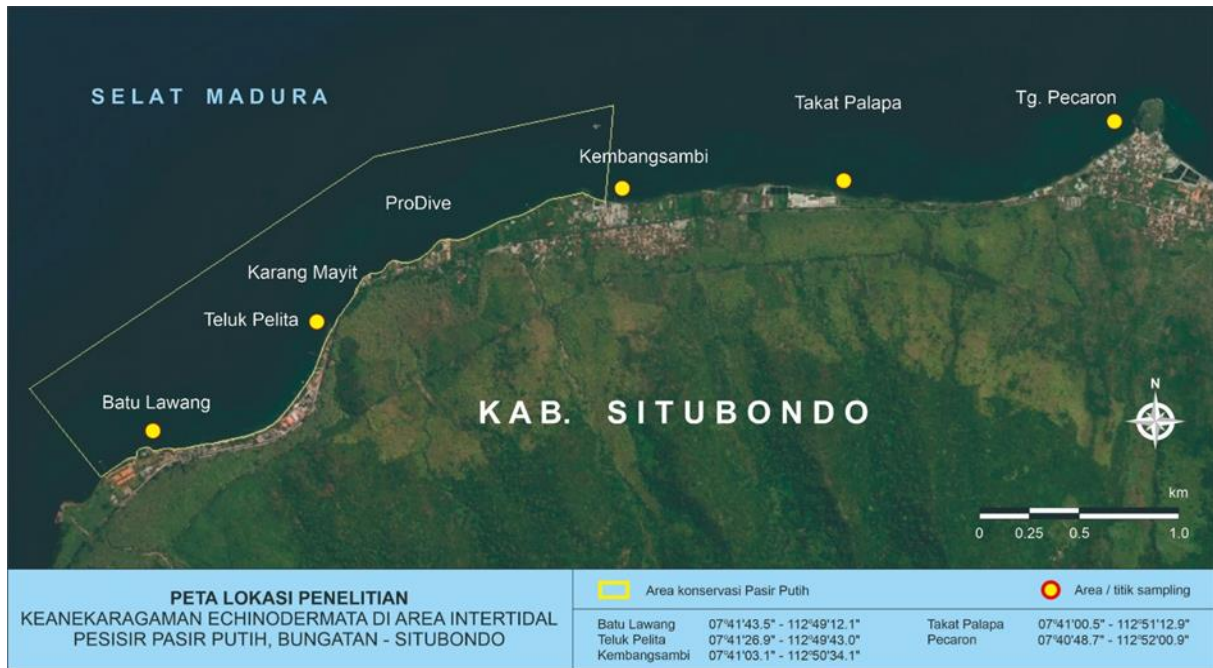 SELAT MADURA
Takat Palapa
Tg. Pecaron
Kembangsambi
ProDive
Karang Mayit
Teluk Pelita
Batu Lawang
KAB. SITUBONDO
N
km
0 0.25 0.5 1.0
PETA LOKASI PENELITIAN
KEANEKARAGAMAN ECHINODERMATA DI AREA INTERTIDAL
PESISIR PASIR PUTIH, BUNGATAN - SITUBONDO
Area konservasi Pasir Putih
Area / titik sampling
Batu Lawang 07°41'43.5" - 112°49'12.1"
Teluk Pelita 07°41'26.9" - 112°49'43.0"
Kembangsambi 07°41'03.1" - 112°50'34.1"
Takat Palapa 07°41'00.5" - 112°51'12.9"
Pecaron 07°40'48.7" - 112°52'00.9"